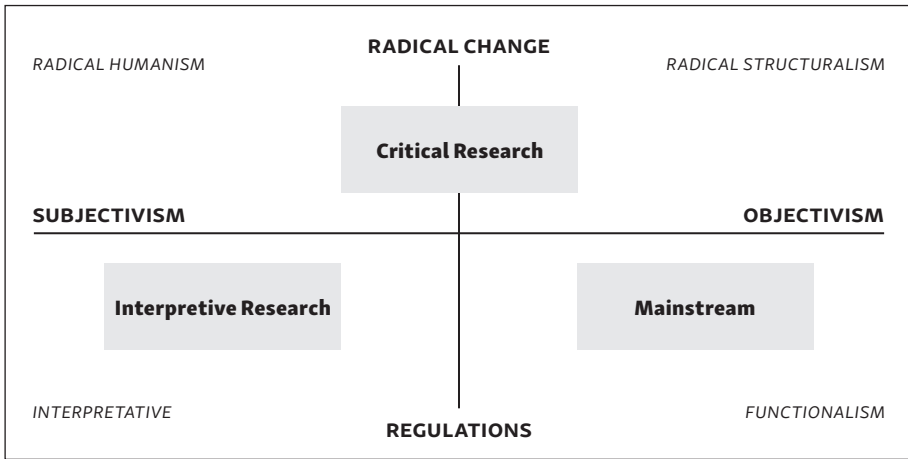 RADICAL CHANGE
RADICAL HUMANISM
RADICAL STRUCTURALISM
Critical Research
SUBJECTIVISM
OBJECTIVISM
Interpretive Research
Mainstream
INTERPRETATIVE
FUNCTIONALISM
REGULATIONS